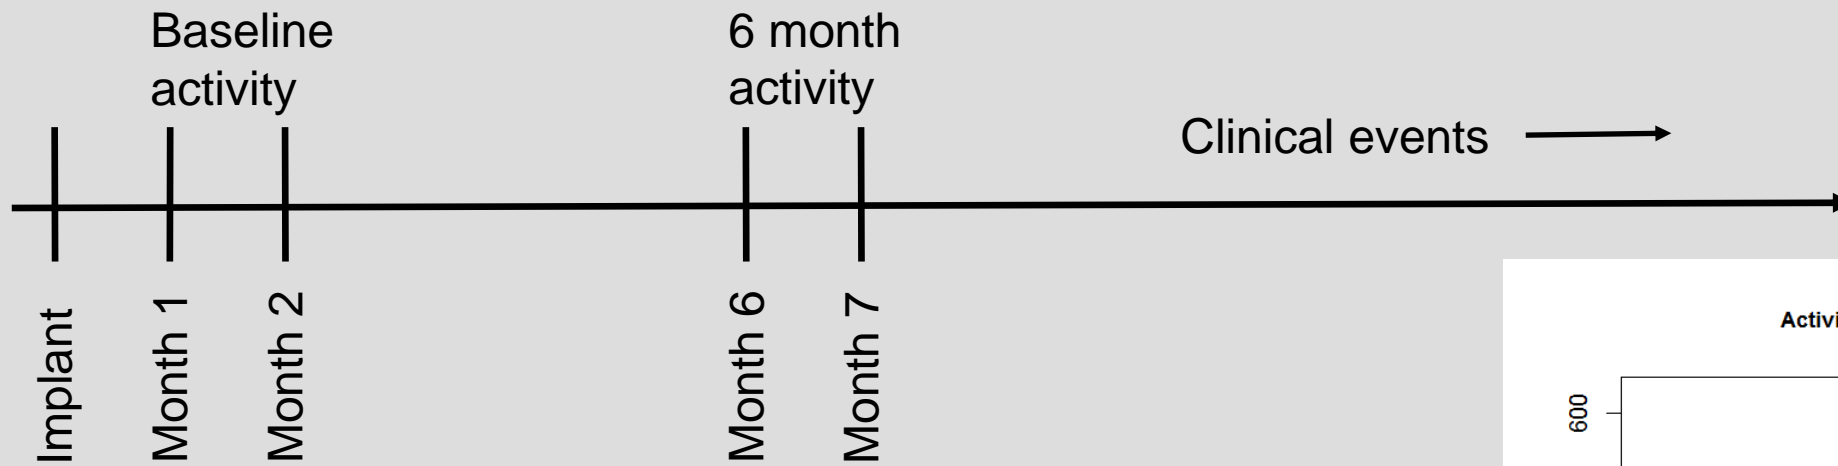 Baseline
activity
6 month
activity
Clinical events
Implant
Month 1
Month 2
Month 6
Month 7
600